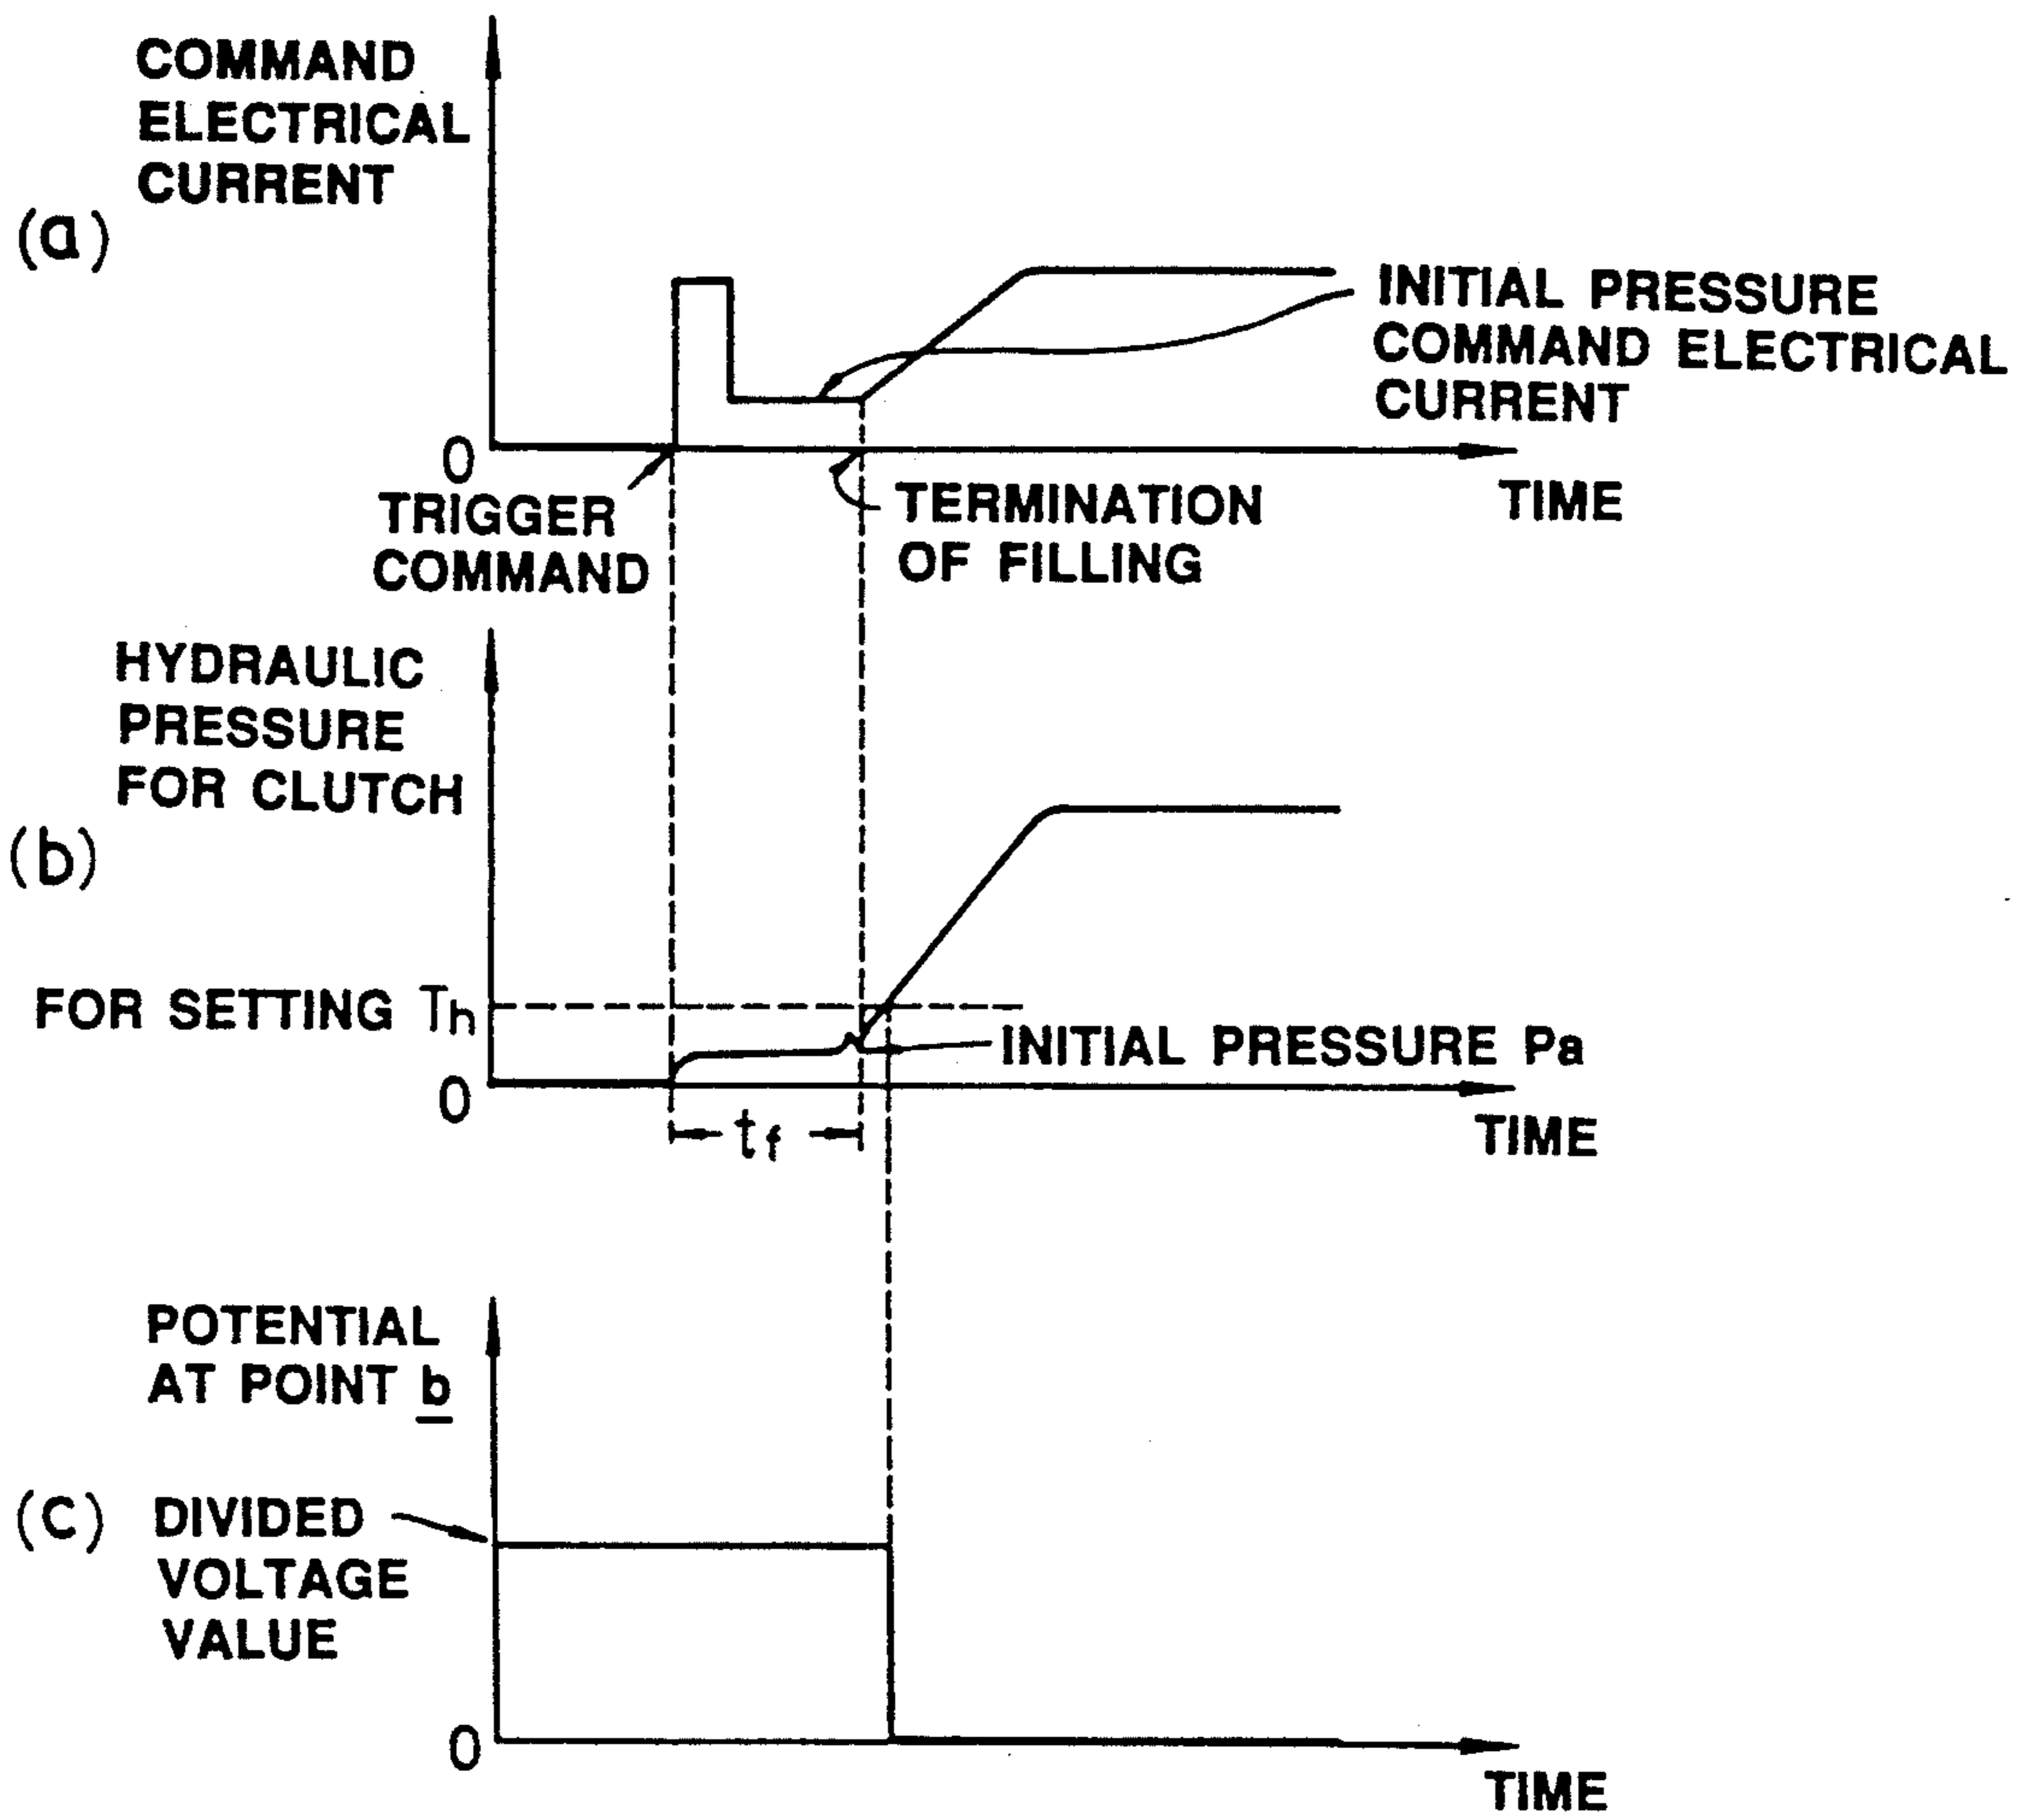 COMMAND
ELECTRICAL
CURRENT
(a)
INITIAL PRESSURE
COMMAND ELECTRICAL
CURRENT
0
TIME
TRIGGER
COMMAND
TERMINATION
OF FILLING
HYDRAULIC
PRESSURE
FOR CLUTCH
(b)
FOR SETTING Th
INITIAL PRESSURE Pa
0
tf
TIME
POTENTIAL
AT POINT b
(c)
DIVIDED
VOLTAGE
VALUE
0
TIME